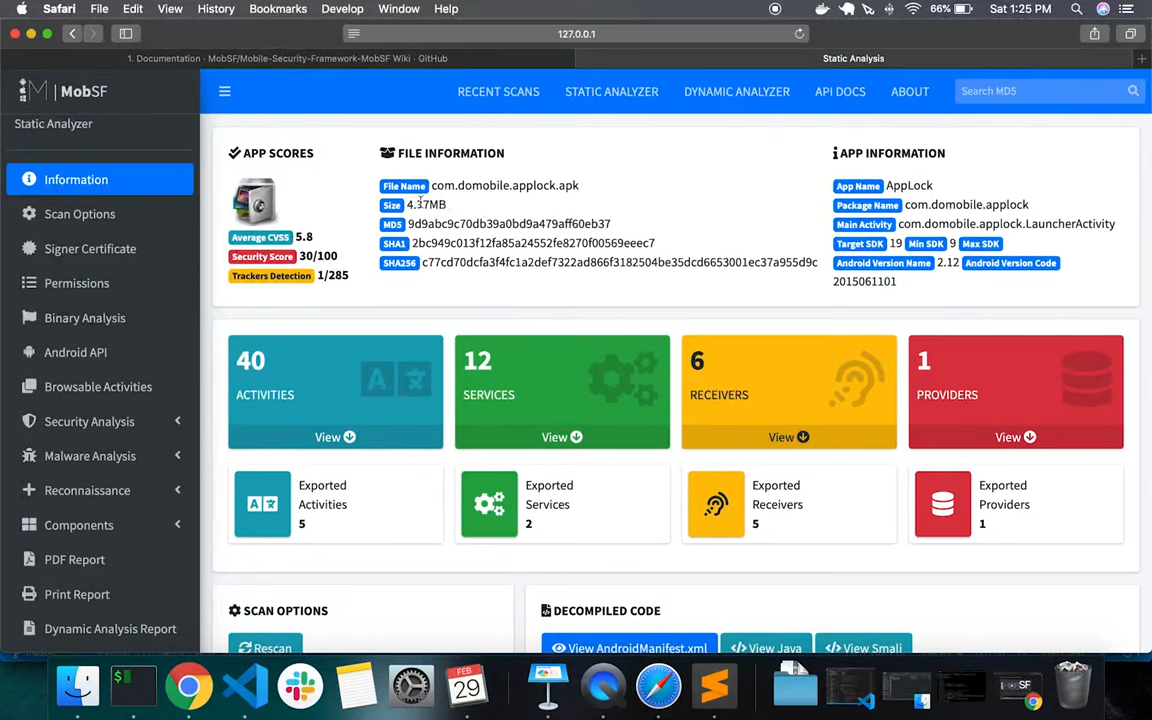 Safari File Edit View History Bookmarks Develop Window Help 66% Sat 1:25 PM
127.0.0.1
1. Documentation · MobSF/Mobile-Security-Framework-MobSF Wiki · GitHub
Static Analysis
| MobSF
RECENT SCANS STATIC ANALYZER DYNAMIC ANALYZER API DOCS ABOUT
Search MD5
Static Analyzer
Information
Scan Options
Signer Certificate
Permissions
Binary Analysis
Android API
Browsable Activities
Security Analysis
Malware Analysis
Reconnaissance
Components
PDF Report
Print Report
Dynamic Analysis Report
APP SCORES
Average CVSS 5.8
Security Score 30/100
Trackers Detection 1/285
FILE INFORMATION
File Name com.domobile.applock.apk
Size 4.37MB
MD5 9d9abc9c70db39a0bd9a479aff60eb37
SHA1 2bc949c013f12fa85a24552fe8270f00569eeec7
SHA256 c77cd70dcfa3f4fc1a2def7322ad866f3182504be35dcd6653001ec37a955d9c
APP INFORMATION
App Name AppLock
Package Name com.domobile.applock
Main Activity com.domobile.applock.LauncherActivity
Target SDK 19 Min SDK 9 Max SDK
Android Version Name 2.12 Android Version Code
2015061101
40
ACTIVITIES
View
12
SERVICES
View
6
RECEIVERS
View
1
PROVIDERS
View
Exported
Activities
5
Exported
Services
2
Exported
Receivers
5
Exported
Providers
1
SCAN OPTIONS
Rescan
DECOMPILED CODE
View AndroidManifest.xml View Java View Smali
FEB
29